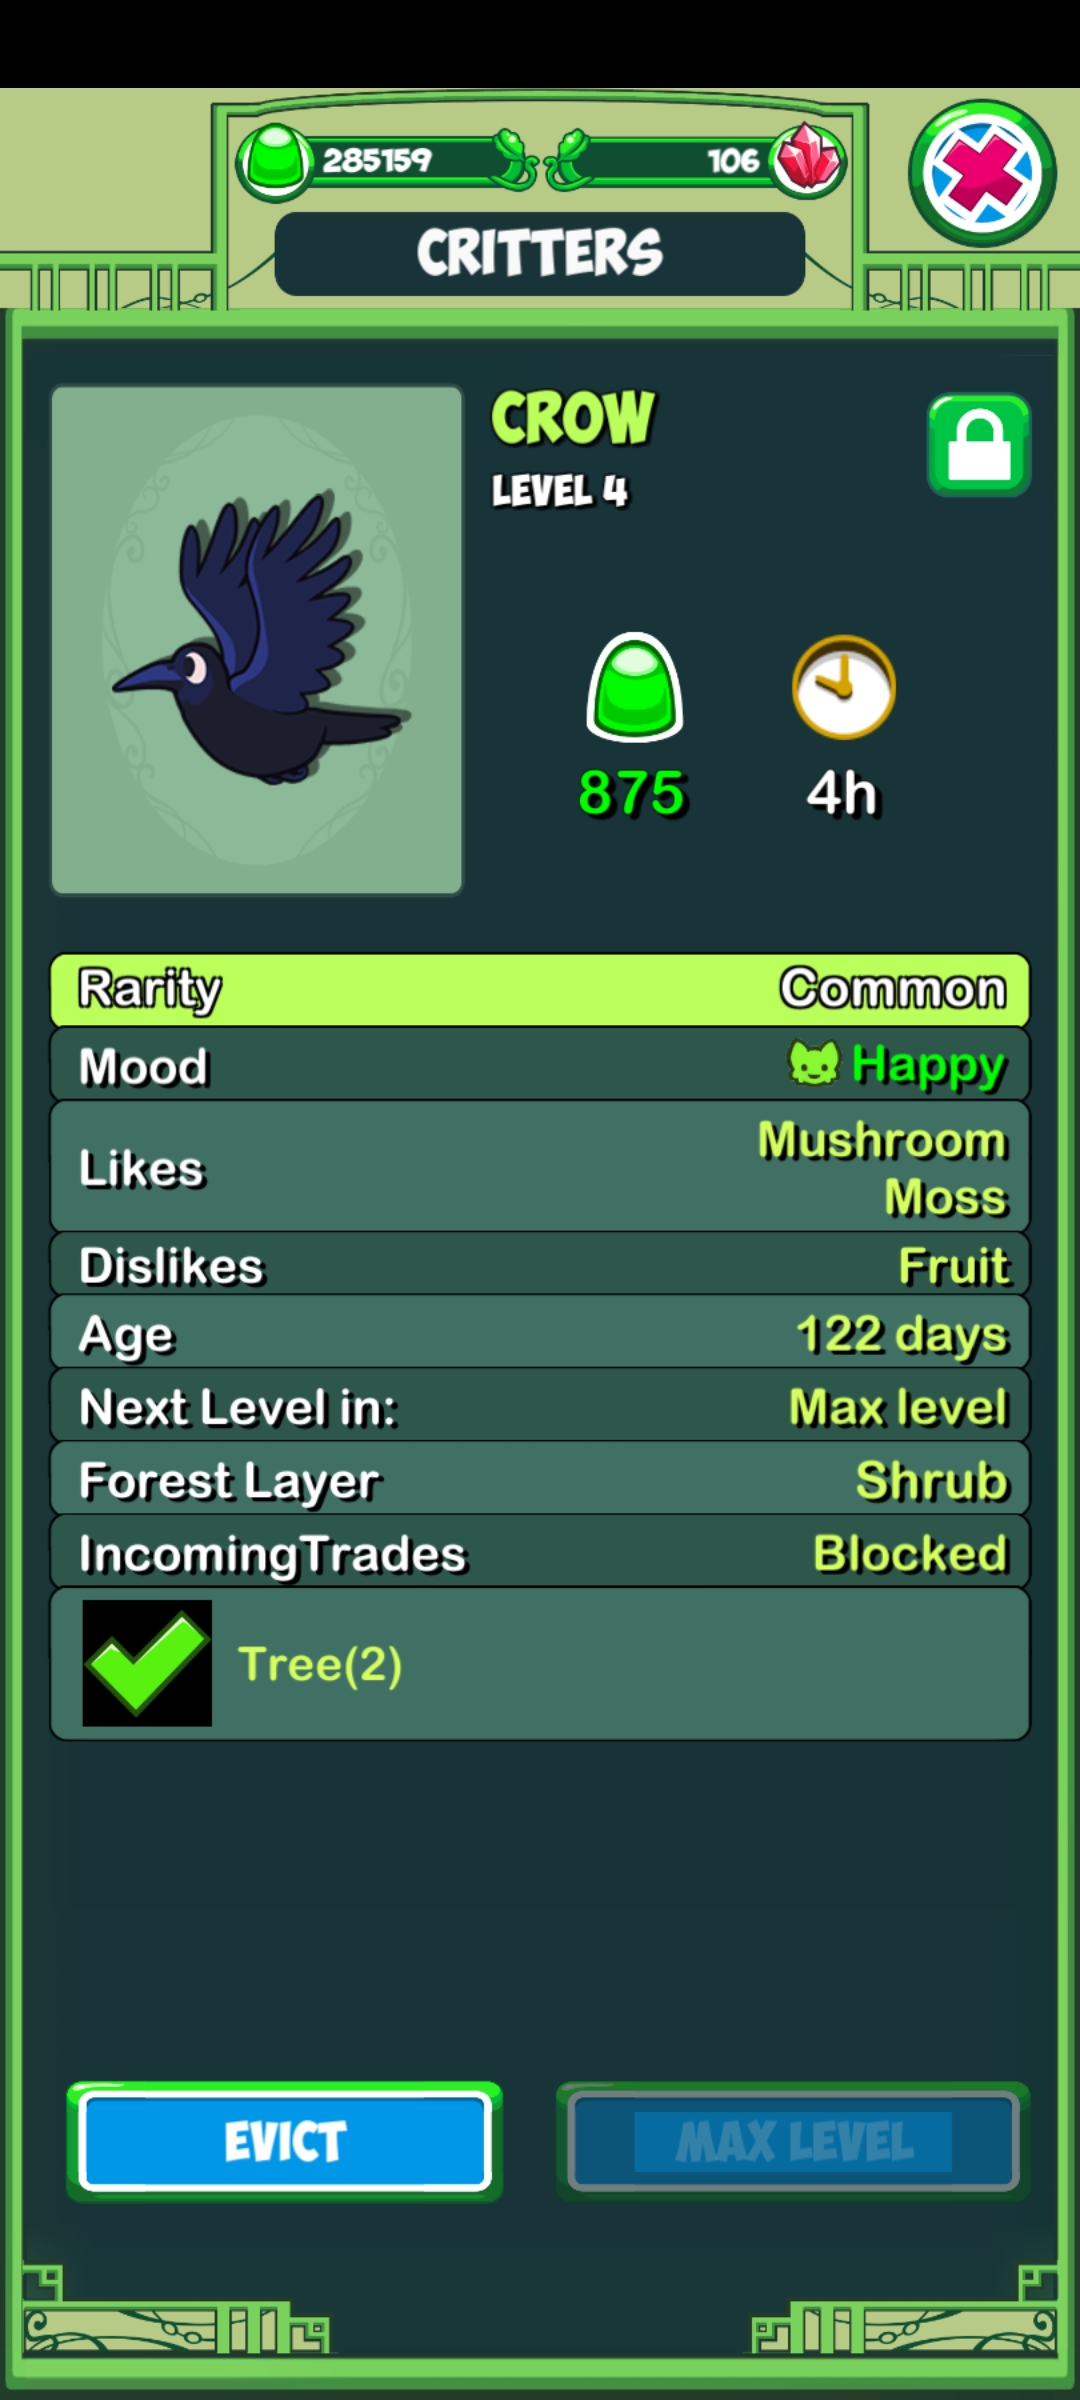 285159
106
CRITTERS
CROW
LEVEL 4
875
4h
Rarity Common
Mood Happy
Likes Mushroom
Moss
Dislikes Fruit
Age 122 days
Next Level in: Max level
Forest Layer Shrub
IncomingTrades Blocked
Tree(2)
EVICT
MAX LEVEL